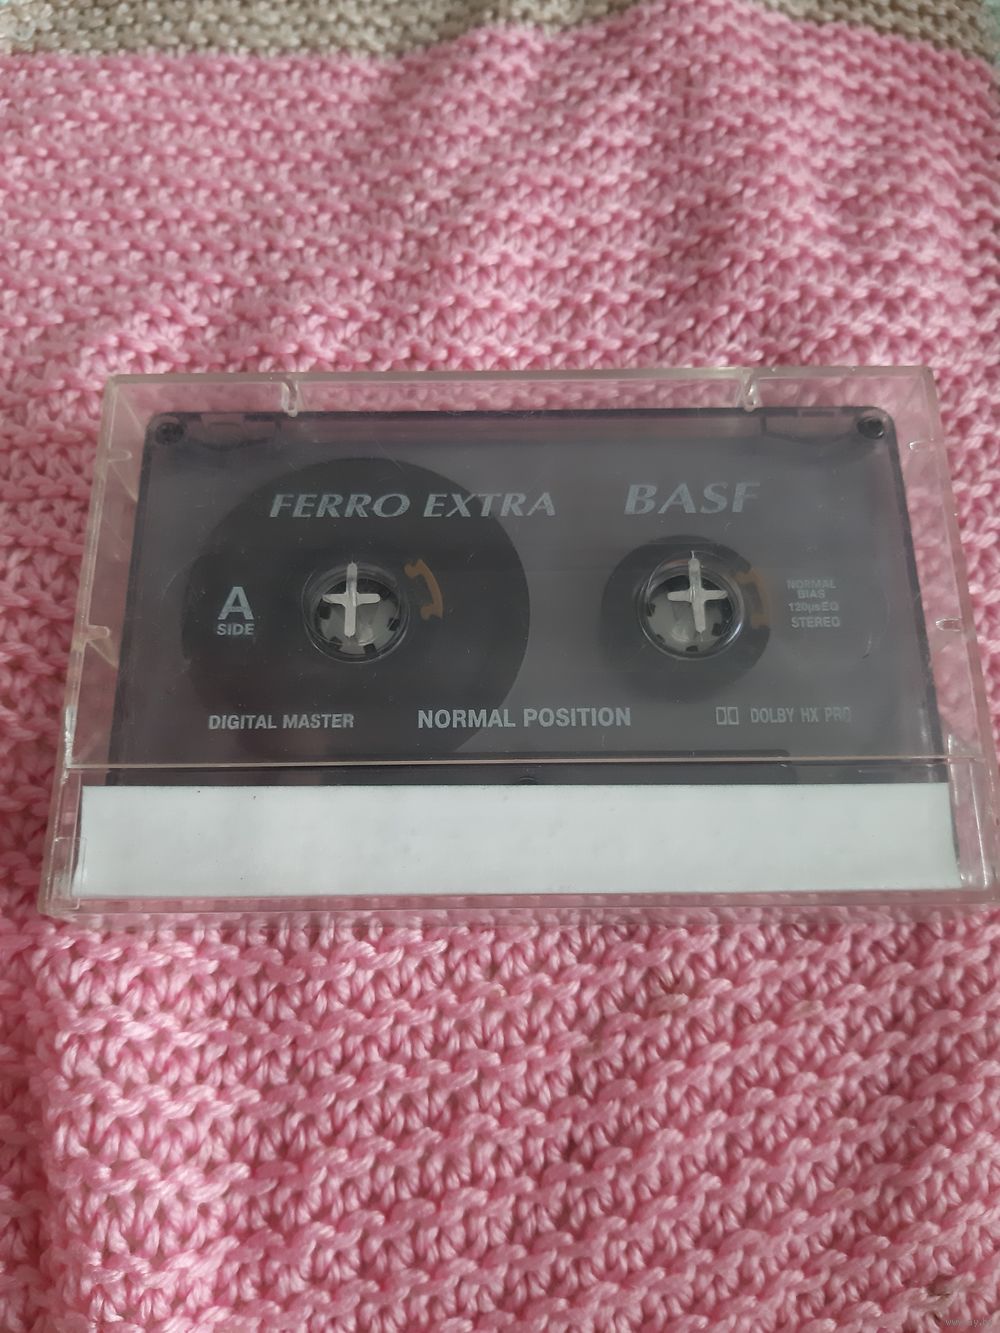 FERRO EXTRA BASF
A
SIDE
NORMAL
BIAS
120µs EQ
STEREO
DIGITAL MASTER NORMAL POSITION DOLBY HX PRO